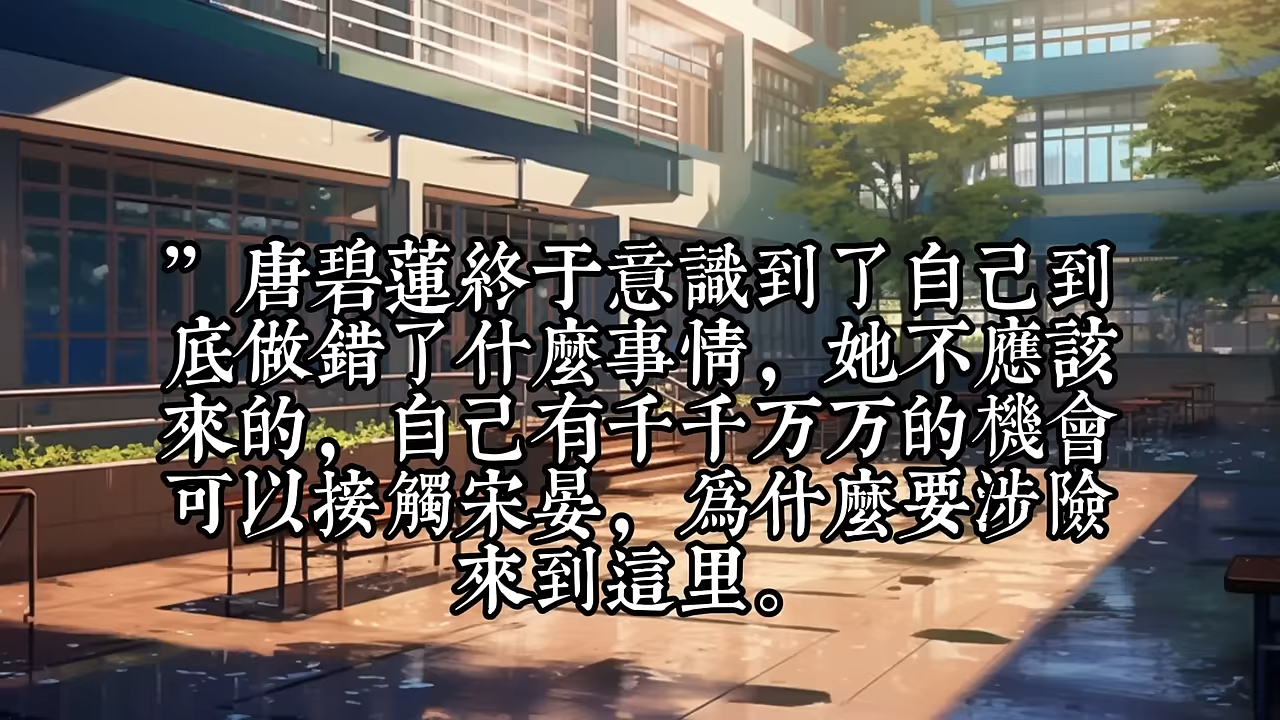 ”唐碧蓮終于意識到了自己到
底做錯了什麼事情，她不應該
來的，自己有千千万万的機會
可以接觸宋晏，爲什麼要涉險
來到這里。